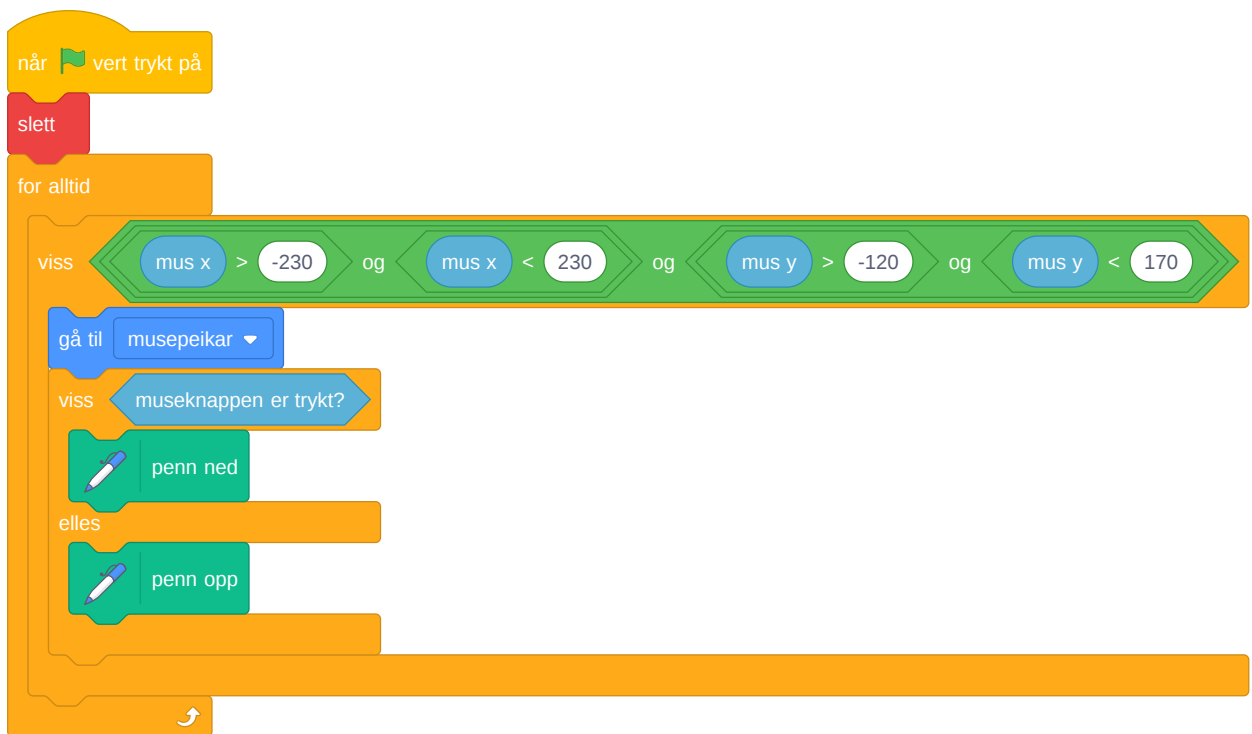 når vert trykt på
slett
for alltid
viss mus x > -230 og mus x < 230 og mus y > -120 og mus y < 170
gå til musepeikar
viss museknappen er trykt?
penn ned
elles
penn opp